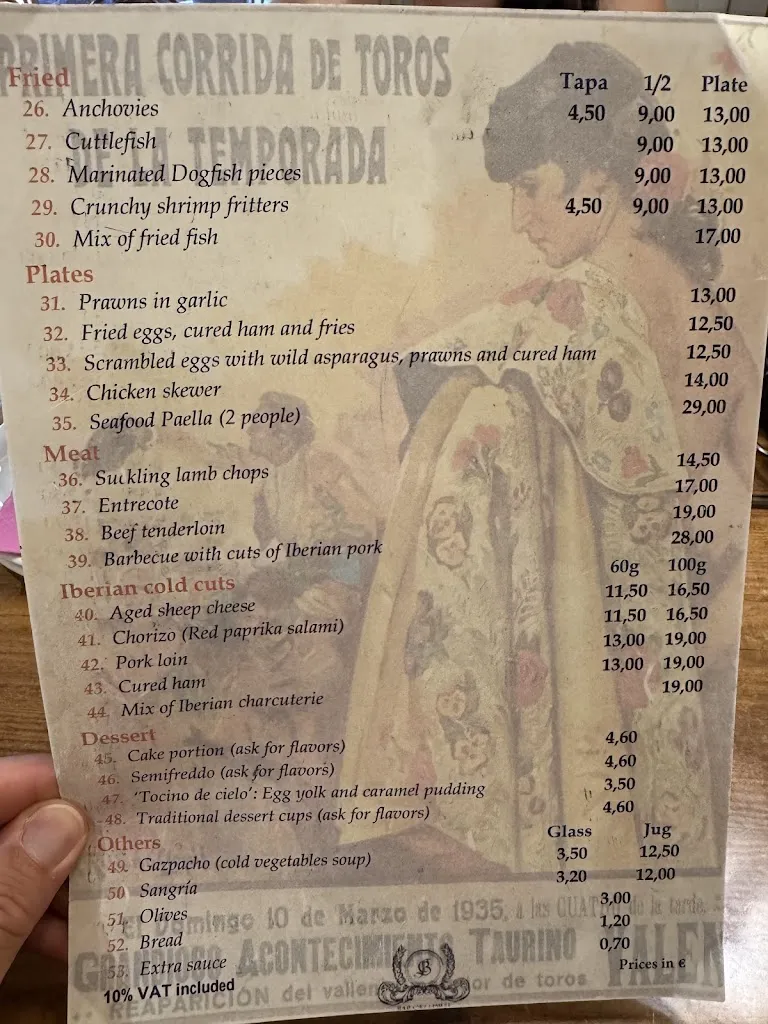 PRIMERA CORRIDA DE TOROS
DE LA TEMPORADA
Fried Tapa 1/2 Plate
26. Anchovies 4,50 9,00 13,00
27. Cuttlefish 9,00 13,00
28. Marinated Dogfish pieces 9,00 13,00
29. Crunchy shrimp fritters 4,50 9,00 13,00
30. Mix of fried fish 17,00
Plates
31. Prawns in garlic 13,00
32. Fried eggs, cured ham and fries 12,50
33. Scrambled eggs with wild asparagus, prawns and cured ham 12,50
34. Chicken skewer 14,00
35. Seafood Paella (2 people) 29,00
Meat
36. Suckling lamb chops 14,50
37. Entrecote 17,00
38. Beef tenderloin 19,00
39. Barbecue with cuts of Iberian pork 28,00
Iberian cold cuts 60g 100g
40. Aged sheep cheese 11,50 16,50
41. Chorizo (Red paprika salami) 11,50 16,50
42. Pork loin 13,00 19,00
43. Cured ham 13,00 19,00
44. Mix of Iberian charcuterie 19,00
Dessert
45. Cake portion (ask for flavors) 4,60
46. Semifreddo (ask for flavors) 4,60
47. 'Tocino de cielo': Egg yolk and caramel pudding 3,50
48. Traditional dessert cups (ask for flavors) 4,60
Others Glass Jug
49. Gazpacho (cold vegetables soup) 3,50 12,50
50 Sangría 3,20 12,00
51. Olives 3,00
52. Bread 1,20
53. Extra sauce 0,70
10% VAT included Prices in €
El Domingo 10 de Marzo de 1935, a las CUATRO de la tarde,
ACONTECIMIENTO TAURINO
REAPARICIÓN del de toros
JB